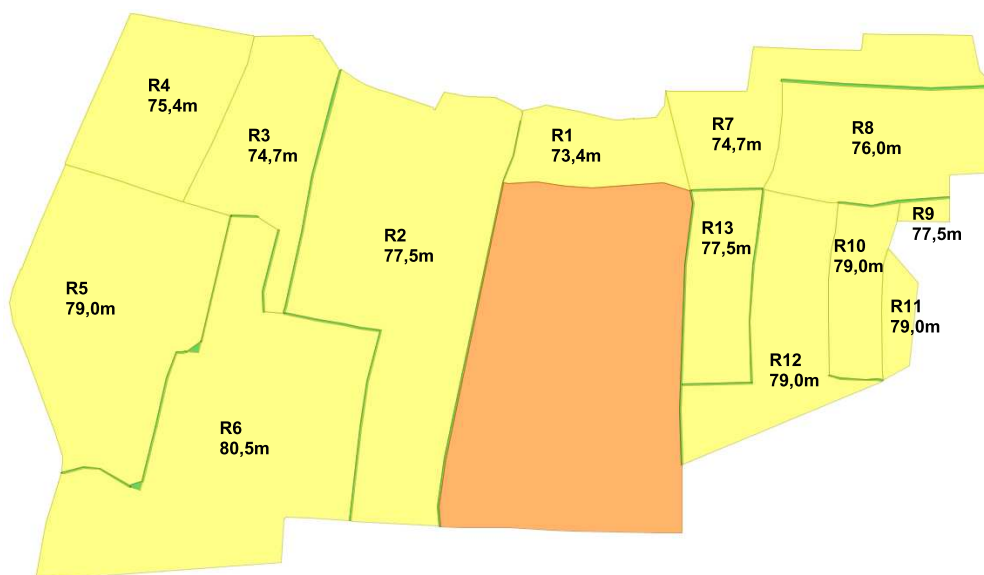 R4
75,4m
R3
74,7m
R1
73,4m
R7
74,7m
R8
76,0m
R2
77,5m
R13
77,5m
R10
79,0m
R9
77,5m
R5
79,0m
R11
79,0m
R12
79,0m
R6
80,5m